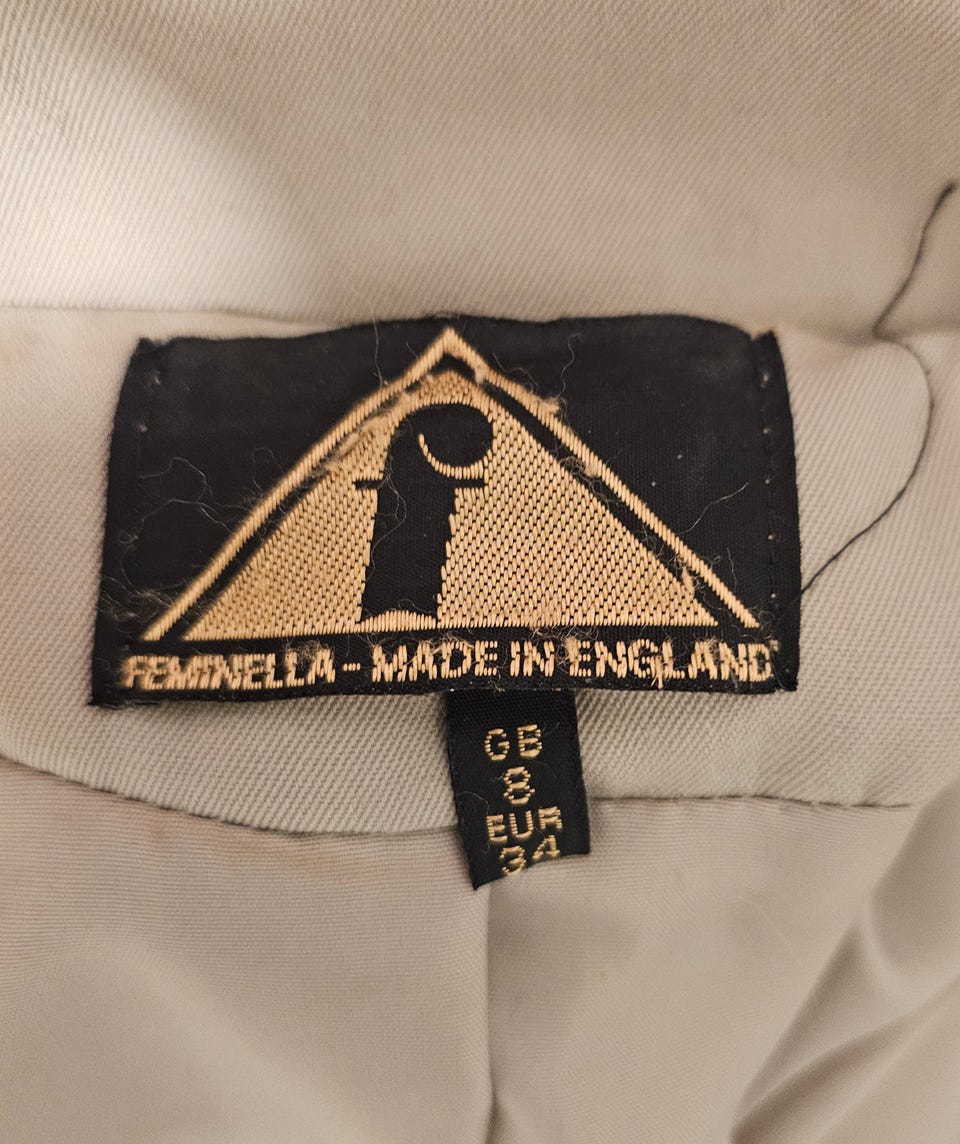 f
FEMINELLA - MADE IN ENGLAND
GB
8
EUR
34